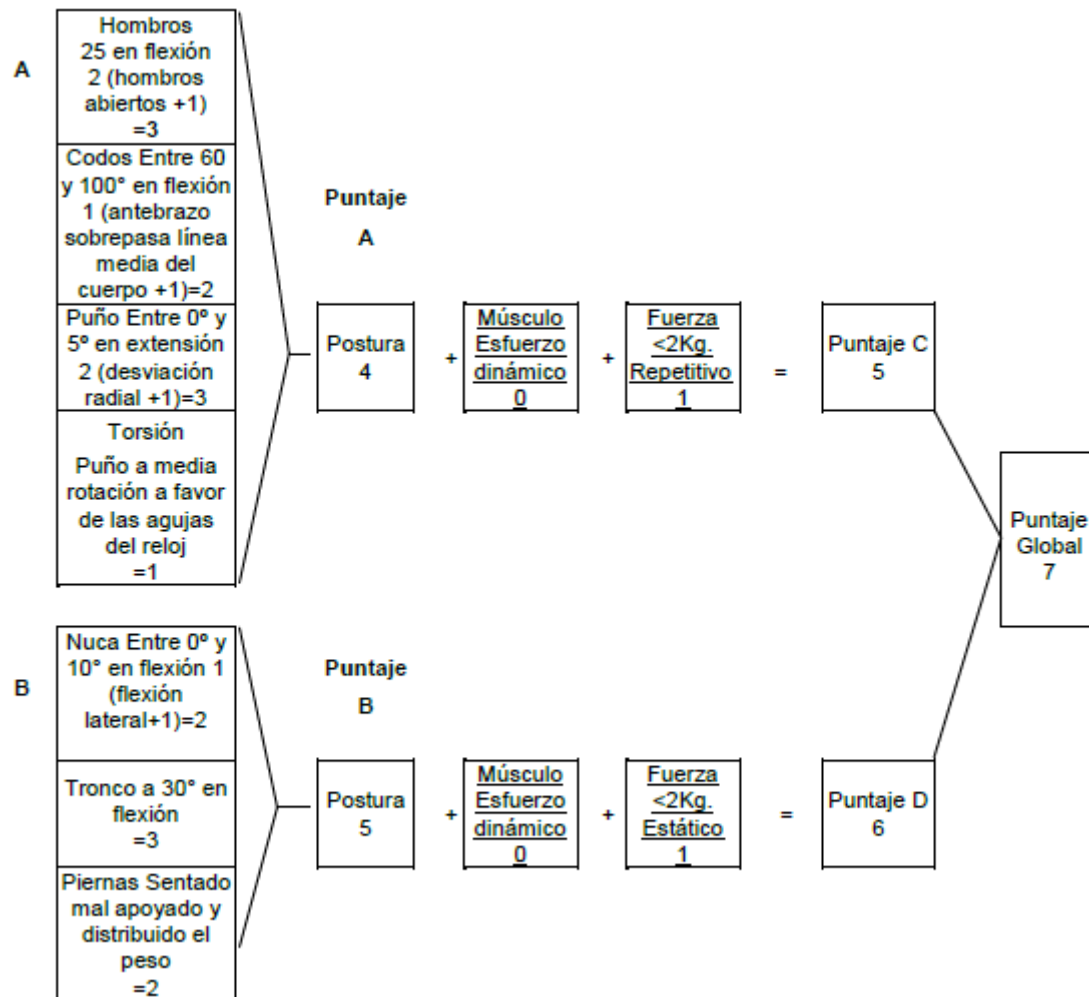 A
Hombros
25 en flexión
2 (hombros
abiertos +1)
=3
Codos Entre 60
y 100° en flexión
1 (antebrazo
sobrepasa línea
media del
cuerpo +1)=2
Puño Entre 0º y
5º en extensión
2 (desviación
radial +1)=3
Torsión
Puño a media
rotación a favor
de las agujas
del reloj
=1
Puntaje
A
Postura
4
+
Músculo
Esfuerzo
dinámico
0
+
Fuerza
<2Kg.
Repetitivo
1
=
Puntaje C
5
Puntaje
Global
7
B
Nuca Entre 0º y
10° en flexión 1
(flexión
lateral+1)=2
Tronco a 30° en
flexión
=3
Piernas Sentado
mal apoyado y
distribuido el
peso
=2
Puntaje
B
Postura
5
+
Músculo
Esfuerzo
dinámico
0
+
Fuerza
<2Kg.
Estático
1
=
Puntaje D
6